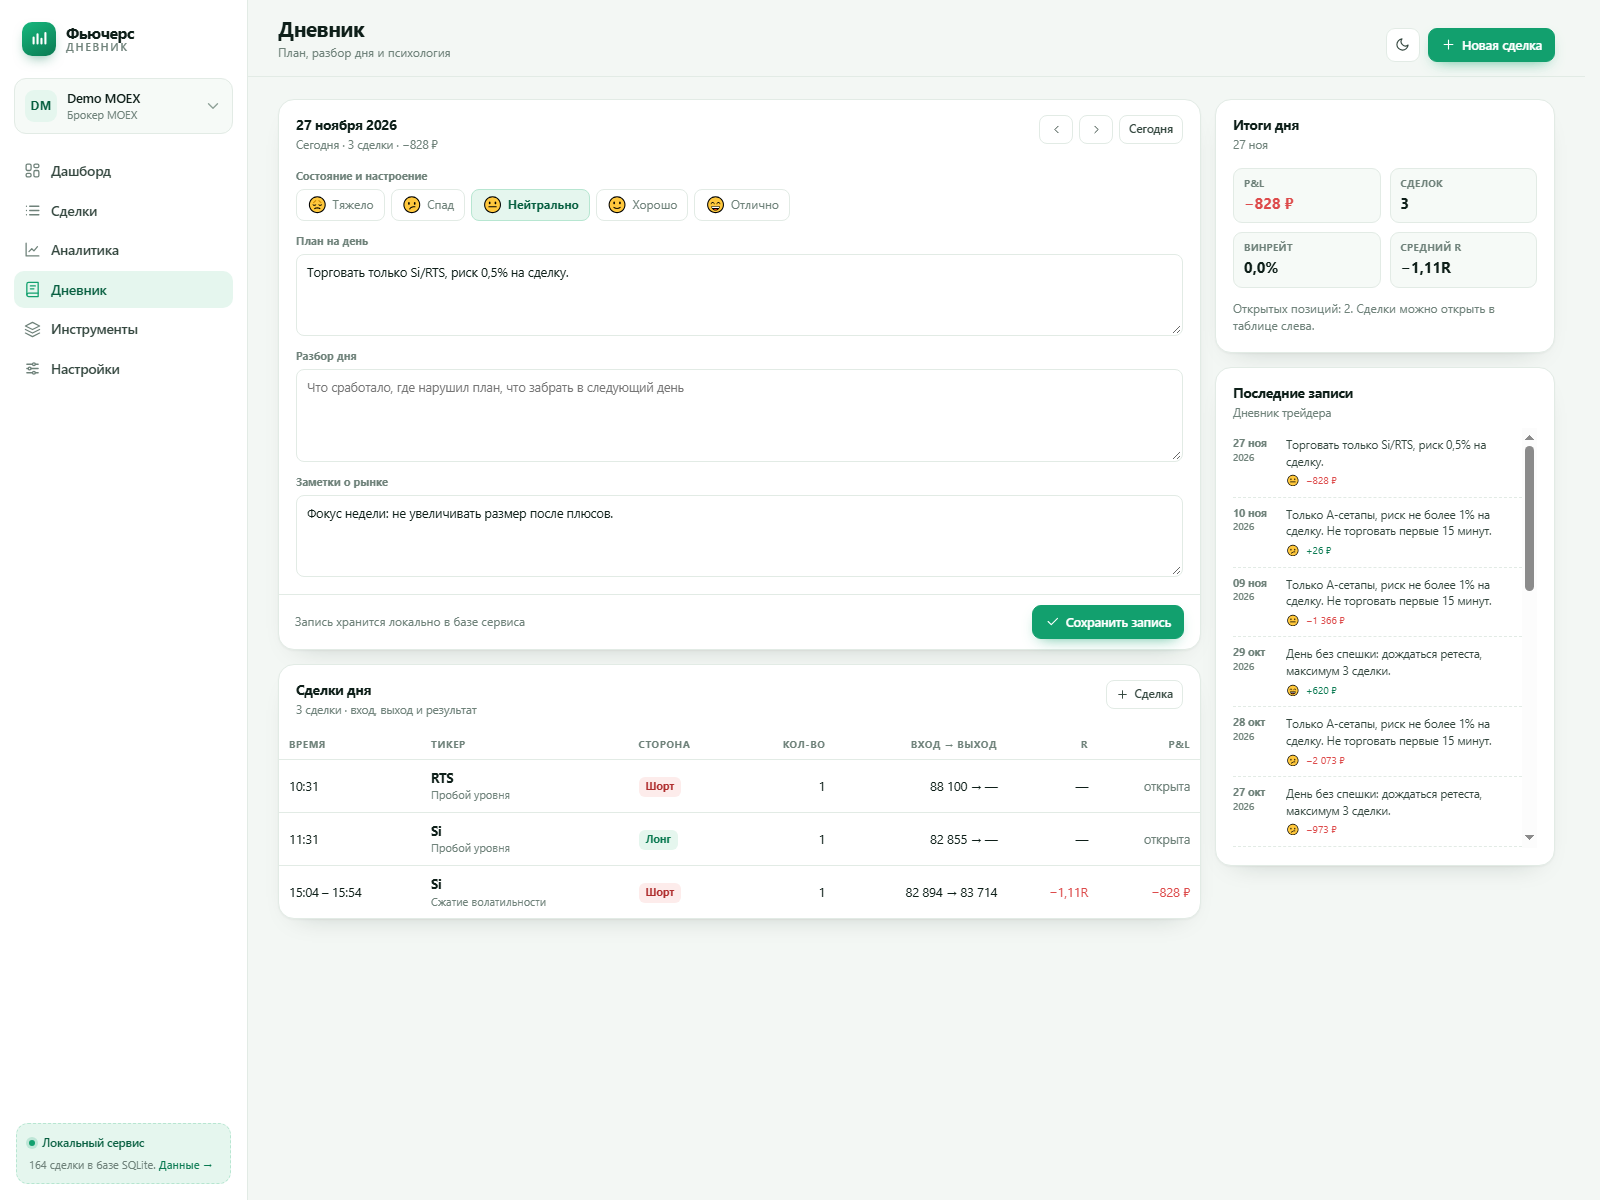 Фьючерс
ДНЕВНИК
DM
Demo MOEX
Брокер MOEX
Дашборд
Сделки
Аналитика
Дневник
Инструменты
Настройки
Локальный сервис
164 сделки в базе SQLite. Данные →
Дневник
План, разбор дня и психология
Новая сделка
27 ноября 2026
Сегодня · 3 сделки · −828 ₽
Сегодня
Состояние и настроение
Тяжело
Спад
Нейтрально
Хорошо
Отлично
План на день
Торговать только Si/RTS, риск 0,5% на сделку.
Разбор дня
Что сработало, где нарушил план, что забрать в следующий день
Заметки о рынке
Фокус недели: не увеличивать размер после плюсов.
Запись хранится локально в базе сервиса
Сохранить запись
Сделки дня
3 сделки · вход, выход и результат
Сделка
ВРЕМЯ ТИКЕР СТОРОНА КОЛ-ВО ВХОД → ВЫХОД R P&L
10:31 RTS Шорт 1 88 100 → — — открыта
Пробой уровня
11:31 Si Лонг 1 82 855 → — — открыта
Пробой уровня
15:04 – 15:54 Si Шорт 1 82 894 → 83 714 −1,11R −828 ₽
Сжатие волатильности
Итоги дня
27 ноя
P&L
−828 ₽
СДЕЛОК
3
ВИНРЕЙТ
0,0%
СРЕДНИЙ R
−1,11R
Открытых позиций: 2. Сделки можно открыть в
таблице слева.
Последние записи
Дневник трейдера
27 ноя
2026
Торговать только Si/RTS, риск 0,5% на
сделку.
−828 ₽
10 ноя
2026
Только А-сетапы, риск не более 1% на
сделку. Не торговать первые 15 минут.
+26 ₽
09 ноя
2026
Только А-сетапы, риск не более 1% на
сделку. Не торговать первые 15 минут.
−1 366 ₽
29 окт
2026
День без спешки: дождаться ретеста,
максимум 3 сделки.
+620 ₽
28 окт
2026
Только А-сетапы, риск не более 1% на
сделку. Не торговать первые 15 минут.
−2 073 ₽
27 окт
2026
День без спешки: дождаться ретеста,
максимум 3 сделки.
−973 ₽